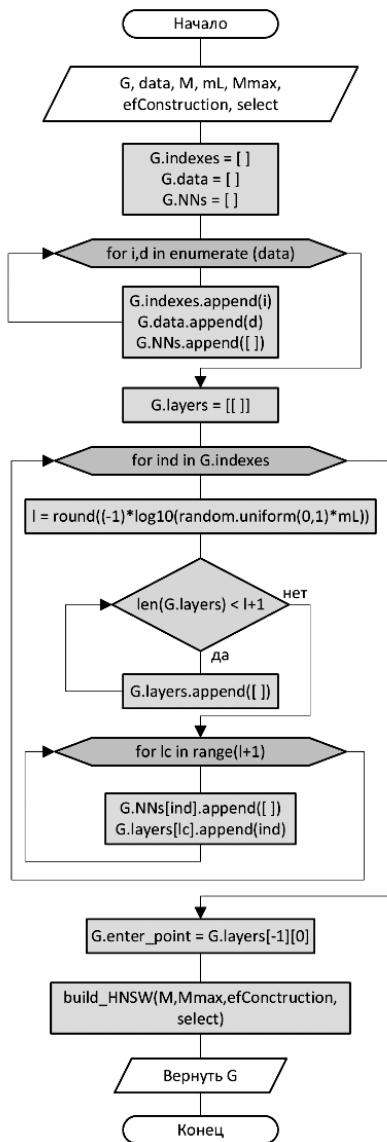 Начало
G, data, M, mL, Mmax,
efConstruction, select
G.indexes = [ ]
G.data = [ ]
G.NNs = [ ]
for i,d in enumerate (data)
G.indexes.append(i)
G.data.append(d)
G.NNs.append([ ])
G.layers = [[ ]]
for ind in G.indexes
l = round((-1)*log10(random.uniform(0,1)*mL))
len(G.layers) < l+1
нет
да
G.layers.append([ ])
for lc in range(l+1)
G.NNs[ind].append([ ])
G.layers[lc].append(ind)
G.enter_point = G.layers[-1][0]
build_HNSW(M,Mmax,efConctruction,
select)
Вернуть G
Конец